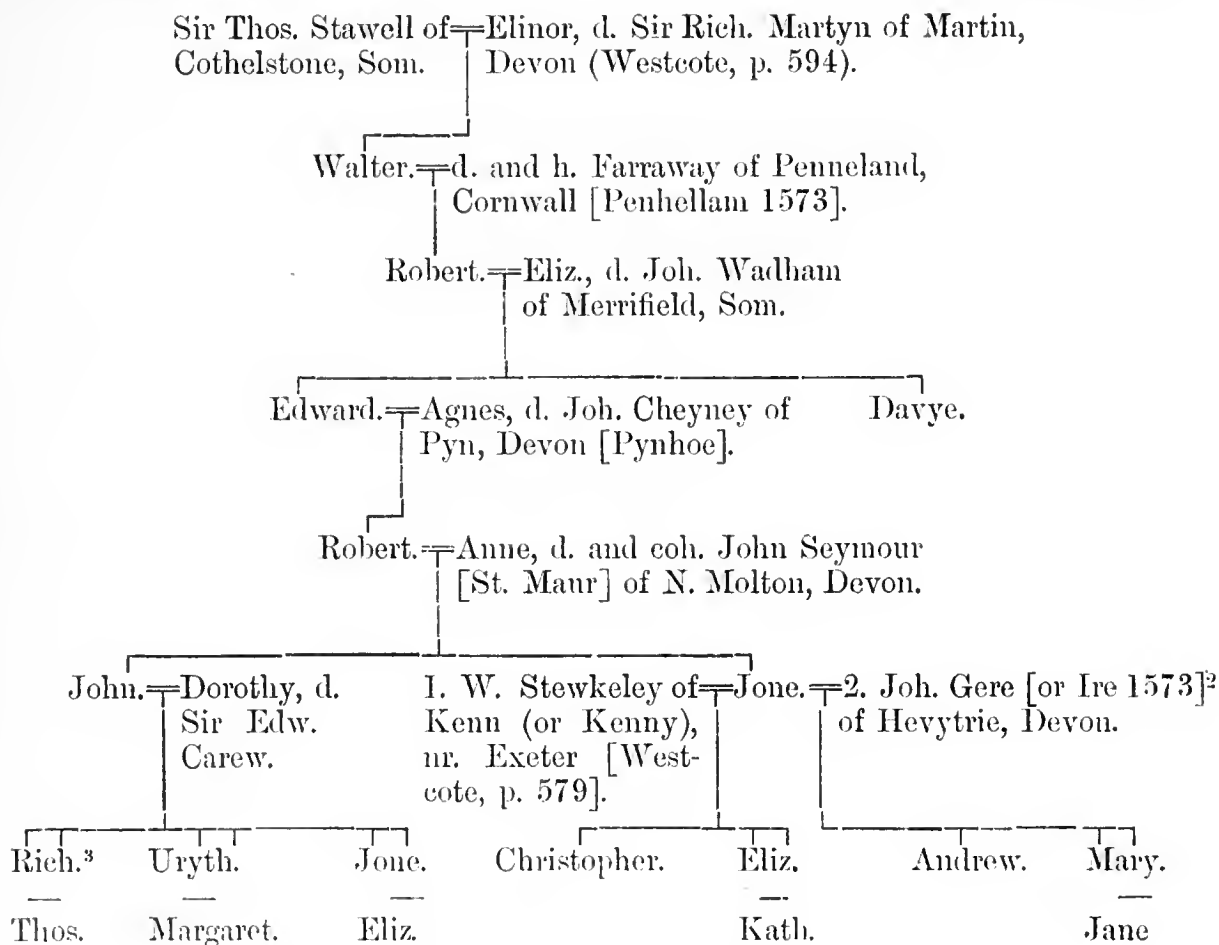 Sir Thos. Stawell of=Elinor, d. Sir Rich. Martyn of Martin,
Cothelstone, Som. Devon (Westcote, p. 594).
Walter.=d. and h. Farraway of Penneland,
Cornwall [Penhellam 1573].
Robert.=Eliz., d. Joh. Wadham
of Merrifield, Som.
Edward.=Agnes, d. Joh. Cheyney of
Pyn, Devon [Pynhoe].
Davye.
Robert.=Anne, d. and coh. John Seymour
[St. Maur] of N. Molton, Devon.
John.=Dorothy, d.
Sir Edw.
Carew.
I. W. Stewkeley of=Jone.=2. Joh. Gere [or Ire 1573]²
Kenn (or Kenny),
nr. Exeter [West-
cote, p. 579].
of Hevytrie, Devon.
Rich.³ Uryth. Jone. Christopher. Eliz. Andrew. Mary.
Thos. Margaret. Eliz. Kath. Jane